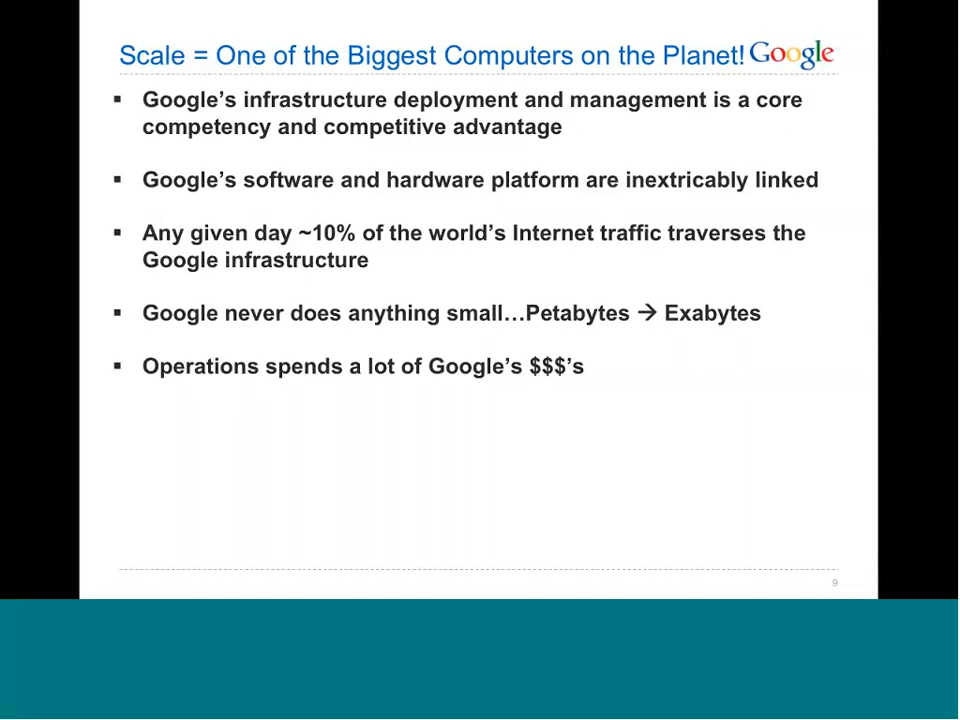 Scale = One of the Biggest Computers on the Planet! Google
▪ Google’s infrastructure deployment and management is a core
competency and competitive advantage
▪ Google’s software and hardware platform are inextricably linked
▪ Any given day ~10% of the world’s Internet traffic traverses the
Google infrastructure
▪ Google never does anything small…Petabytes → Exabytes
▪ Operations spends a lot of Google’s $$$’s
9